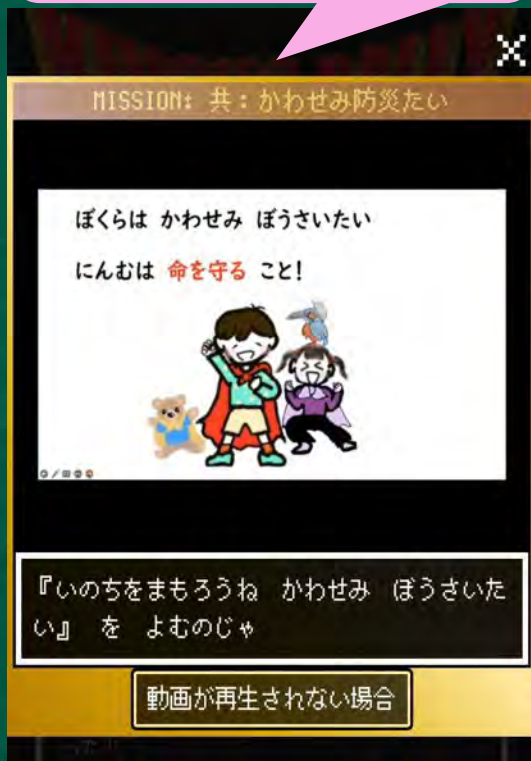 MISSION: 共：かわせみ防災たい
ぼくらは かわせみ ぼうさいたい
にんむは 命を守る こと！
『いのちをまもろうね かわせみ ぼうさいた
い』 を よむのじゃ
動画が再生されない場合